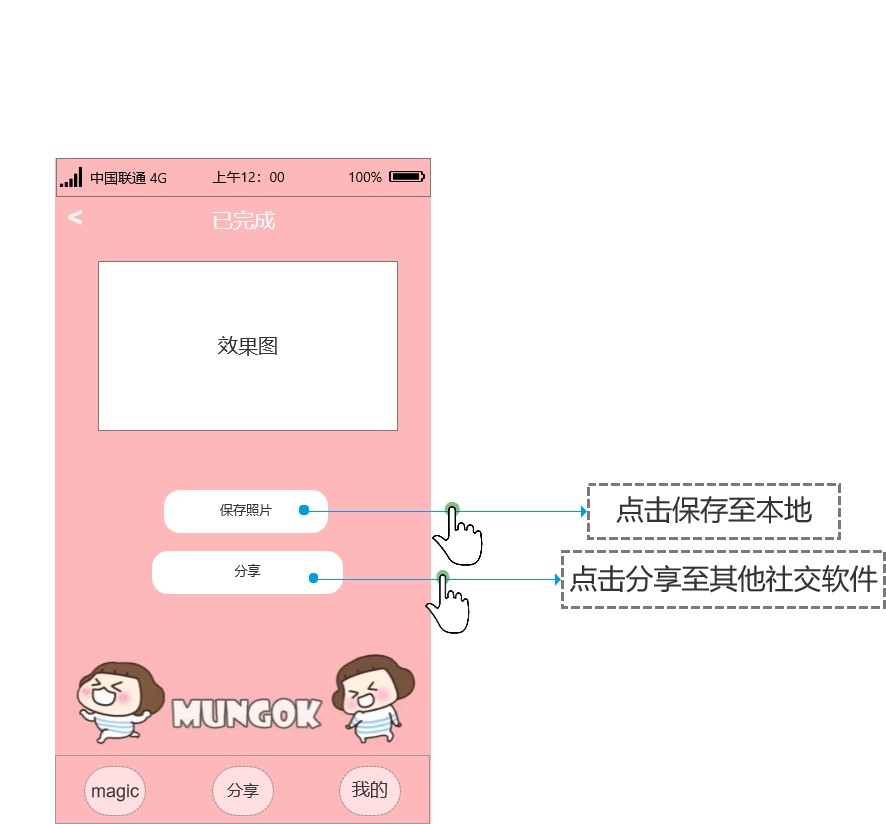 中国联通 4G 上午12：00 100%
< 已完成
效果图
保存照片
点击保存至本地
分享
点击分享至其他社交软件
MUNGOK
magic 分享 我的